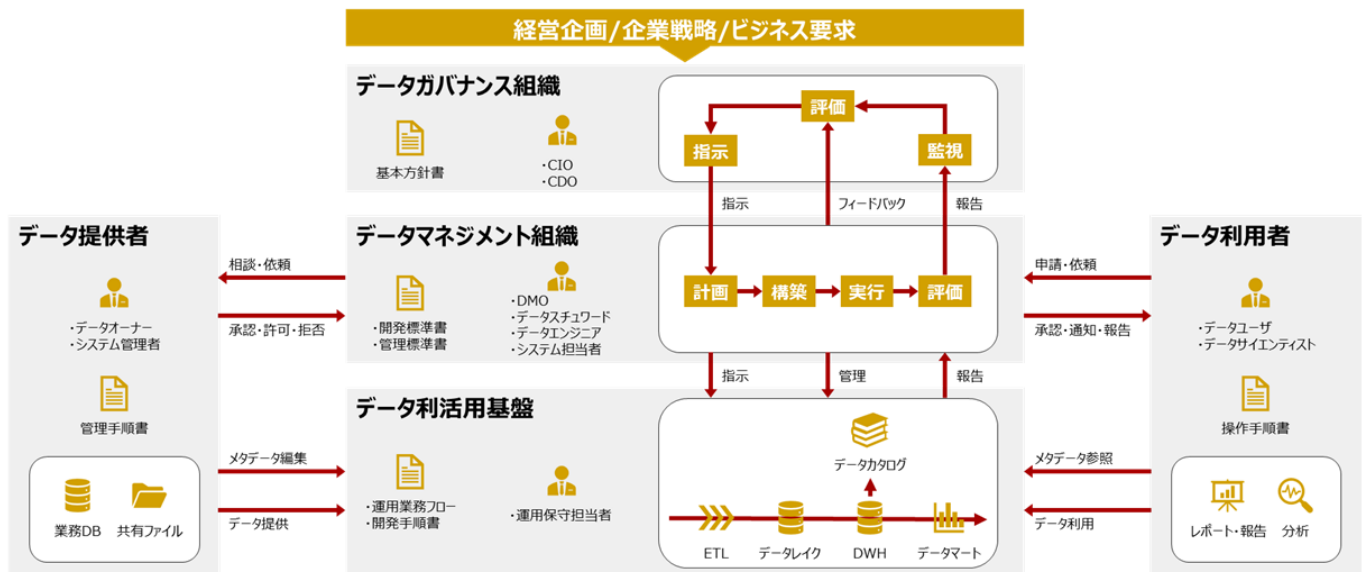 経営企画/企業戦略/ビジネス要求
データガバナンス組織
基本方針書
・CIO
・CDO
評価
指示
監視
指示
フィードバック
報告
データ提供者
・データオーナー
・システム管理者
管理手順書
業務DB
共有ファイル
相談・依頼
承認・許可・拒否
メタデータ編集
データ提供
データマネジメント組織
・開発標準書
・管理標準書
・DMO
・データスチュワード
・データエンジニア
・システム担当者
計画
構築
実行
評価
指示
管理
報告
データ利活用基盤
・運用業務フロー
・開発手順書
・運用保守担当者
データカタログ
ETL
データレイク
DWH
データマート
申請・依頼
承認・通知・報告
メタデータ参照
データ利用
データ利用者
・データユーザ
・データサイエンティスト
操作手順書
レポート・報告
分析